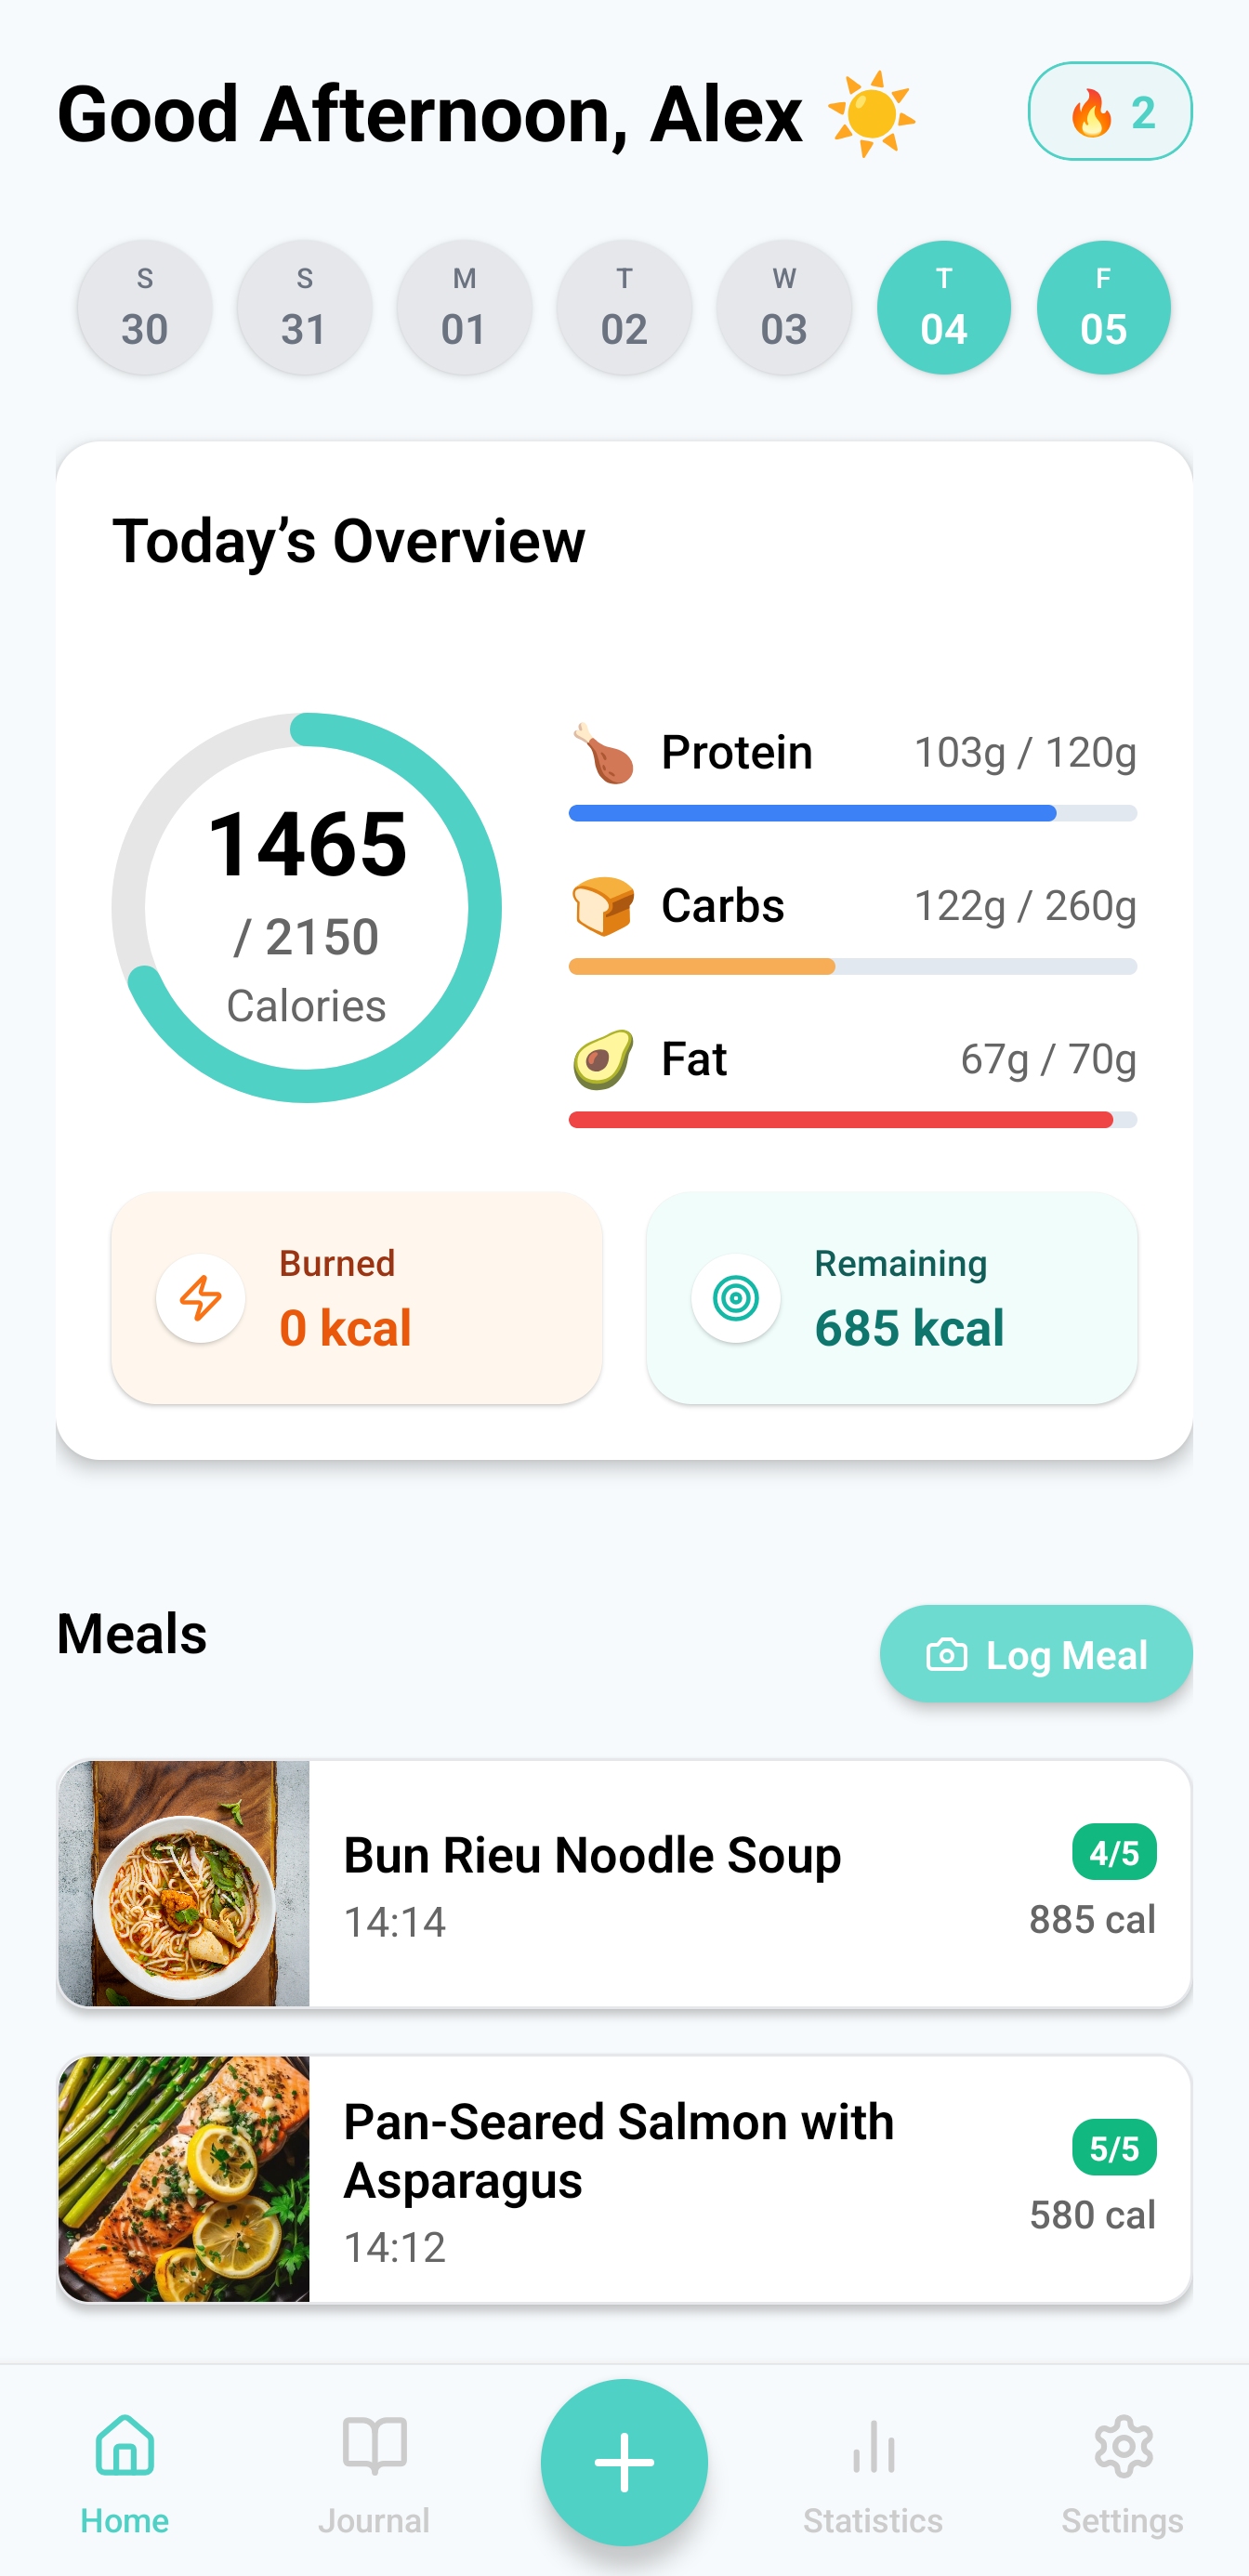 Good Afternoon, Alex ☀️ 🔥 2
S S M T W T F
30 31 01 02 03 04 05
Today’s Overview
1465
/ 2150
Calories
Protein 103g / 120g
Carbs 122g / 260g
Fat 67g / 70g
Burned
0 kcal
Remaining
685 kcal
Meals
Log Meal
Bun Rieu Noodle Soup
14:14
4/5
885 cal
Pan-Seared Salmon with
Asparagus
14:12
5/5
580 cal
Home Journal Statistics Settings